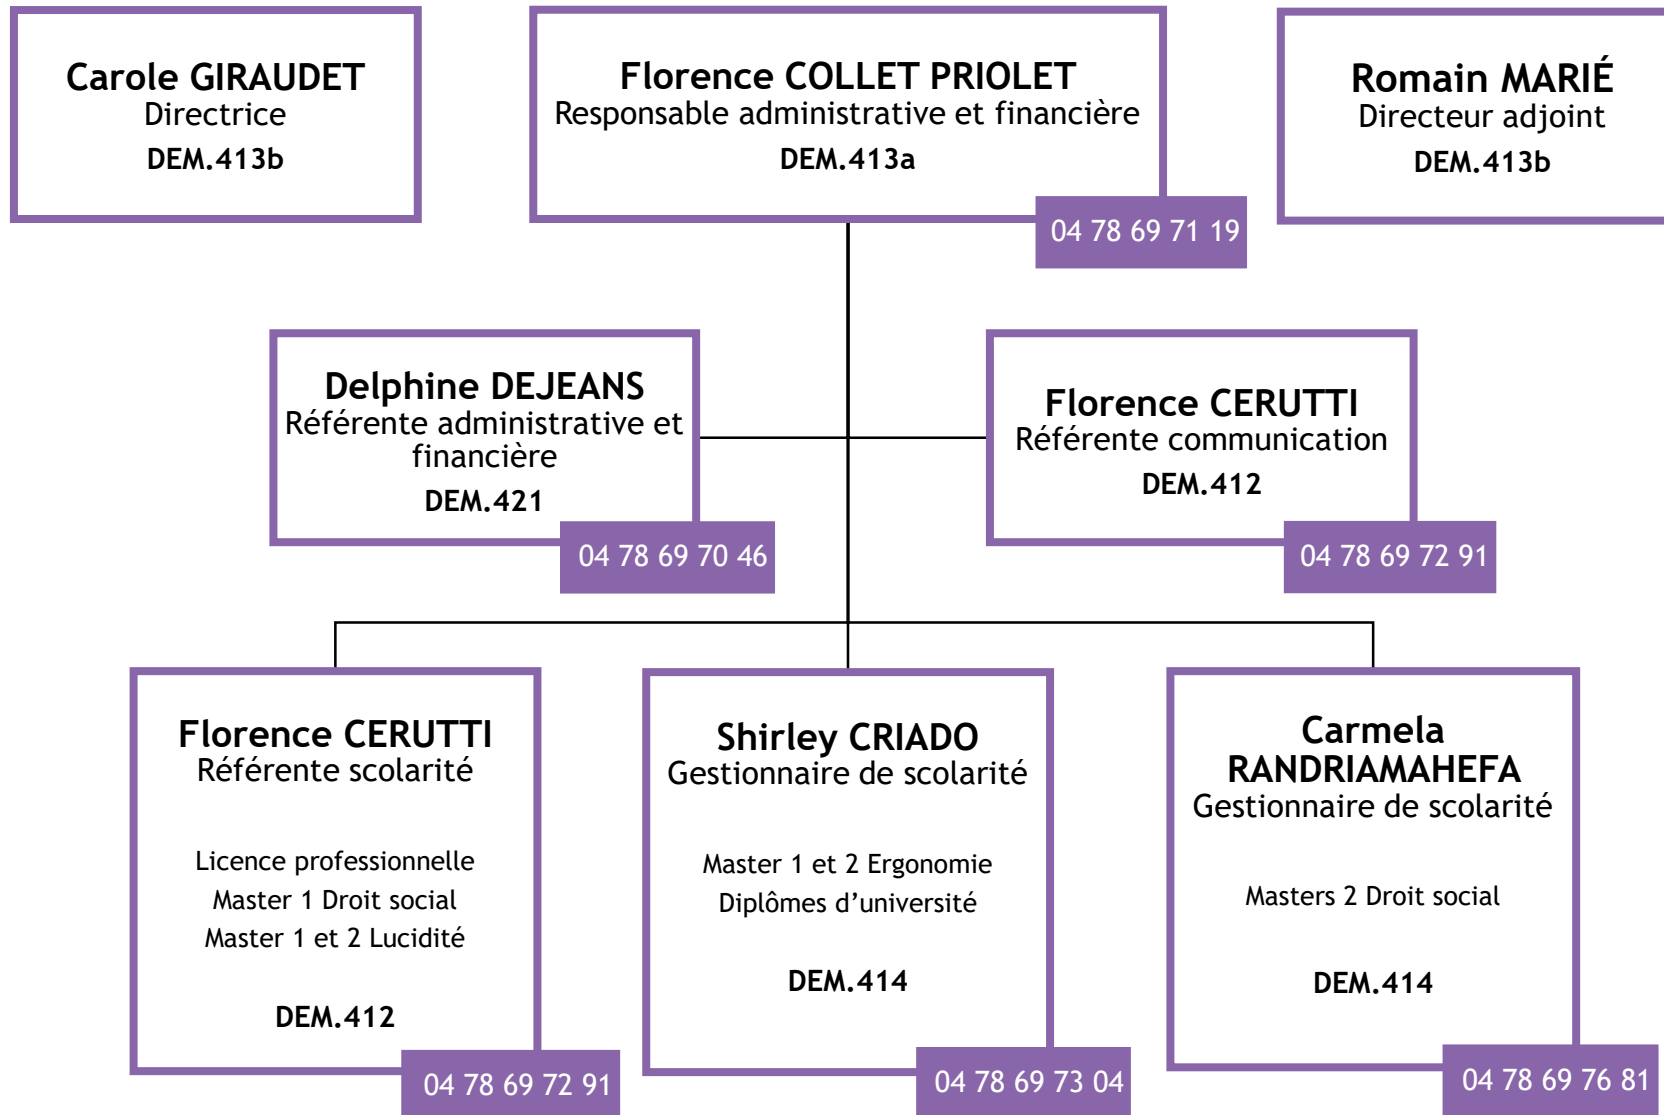 Carole GIRAUDET
Directrice
DEM.413b
Florence COLLET PRIOLET
Responsable administrative et financière
DEM.413a
04 78 69 71 19
Romain MARIÉ
Directeur adjoint
DEM.413b
Delphine DEJEANS
Référente administrative et
financière
DEM.421
04 78 69 70 46
Florence CERUTTI
Référente communication
DEM.412
04 78 69 72 91
Florence CERUTTI
Référente scolarité
Licence professionnelle
Master 1 Droit social
Master 1 et 2 Lucidité
DEM.412
04 78 69 72 91
Shirley CRIADO
Gestionnaire de scolarité
Master 1 et 2 Ergonomie
Diplômes d’université
DEM.414
04 78 69 73 04
Carmela
RANDRIAMAHEFA
Gestionnaire de scolarité
Masters 2 Droit social
DEM.414
04 78 69 76 81